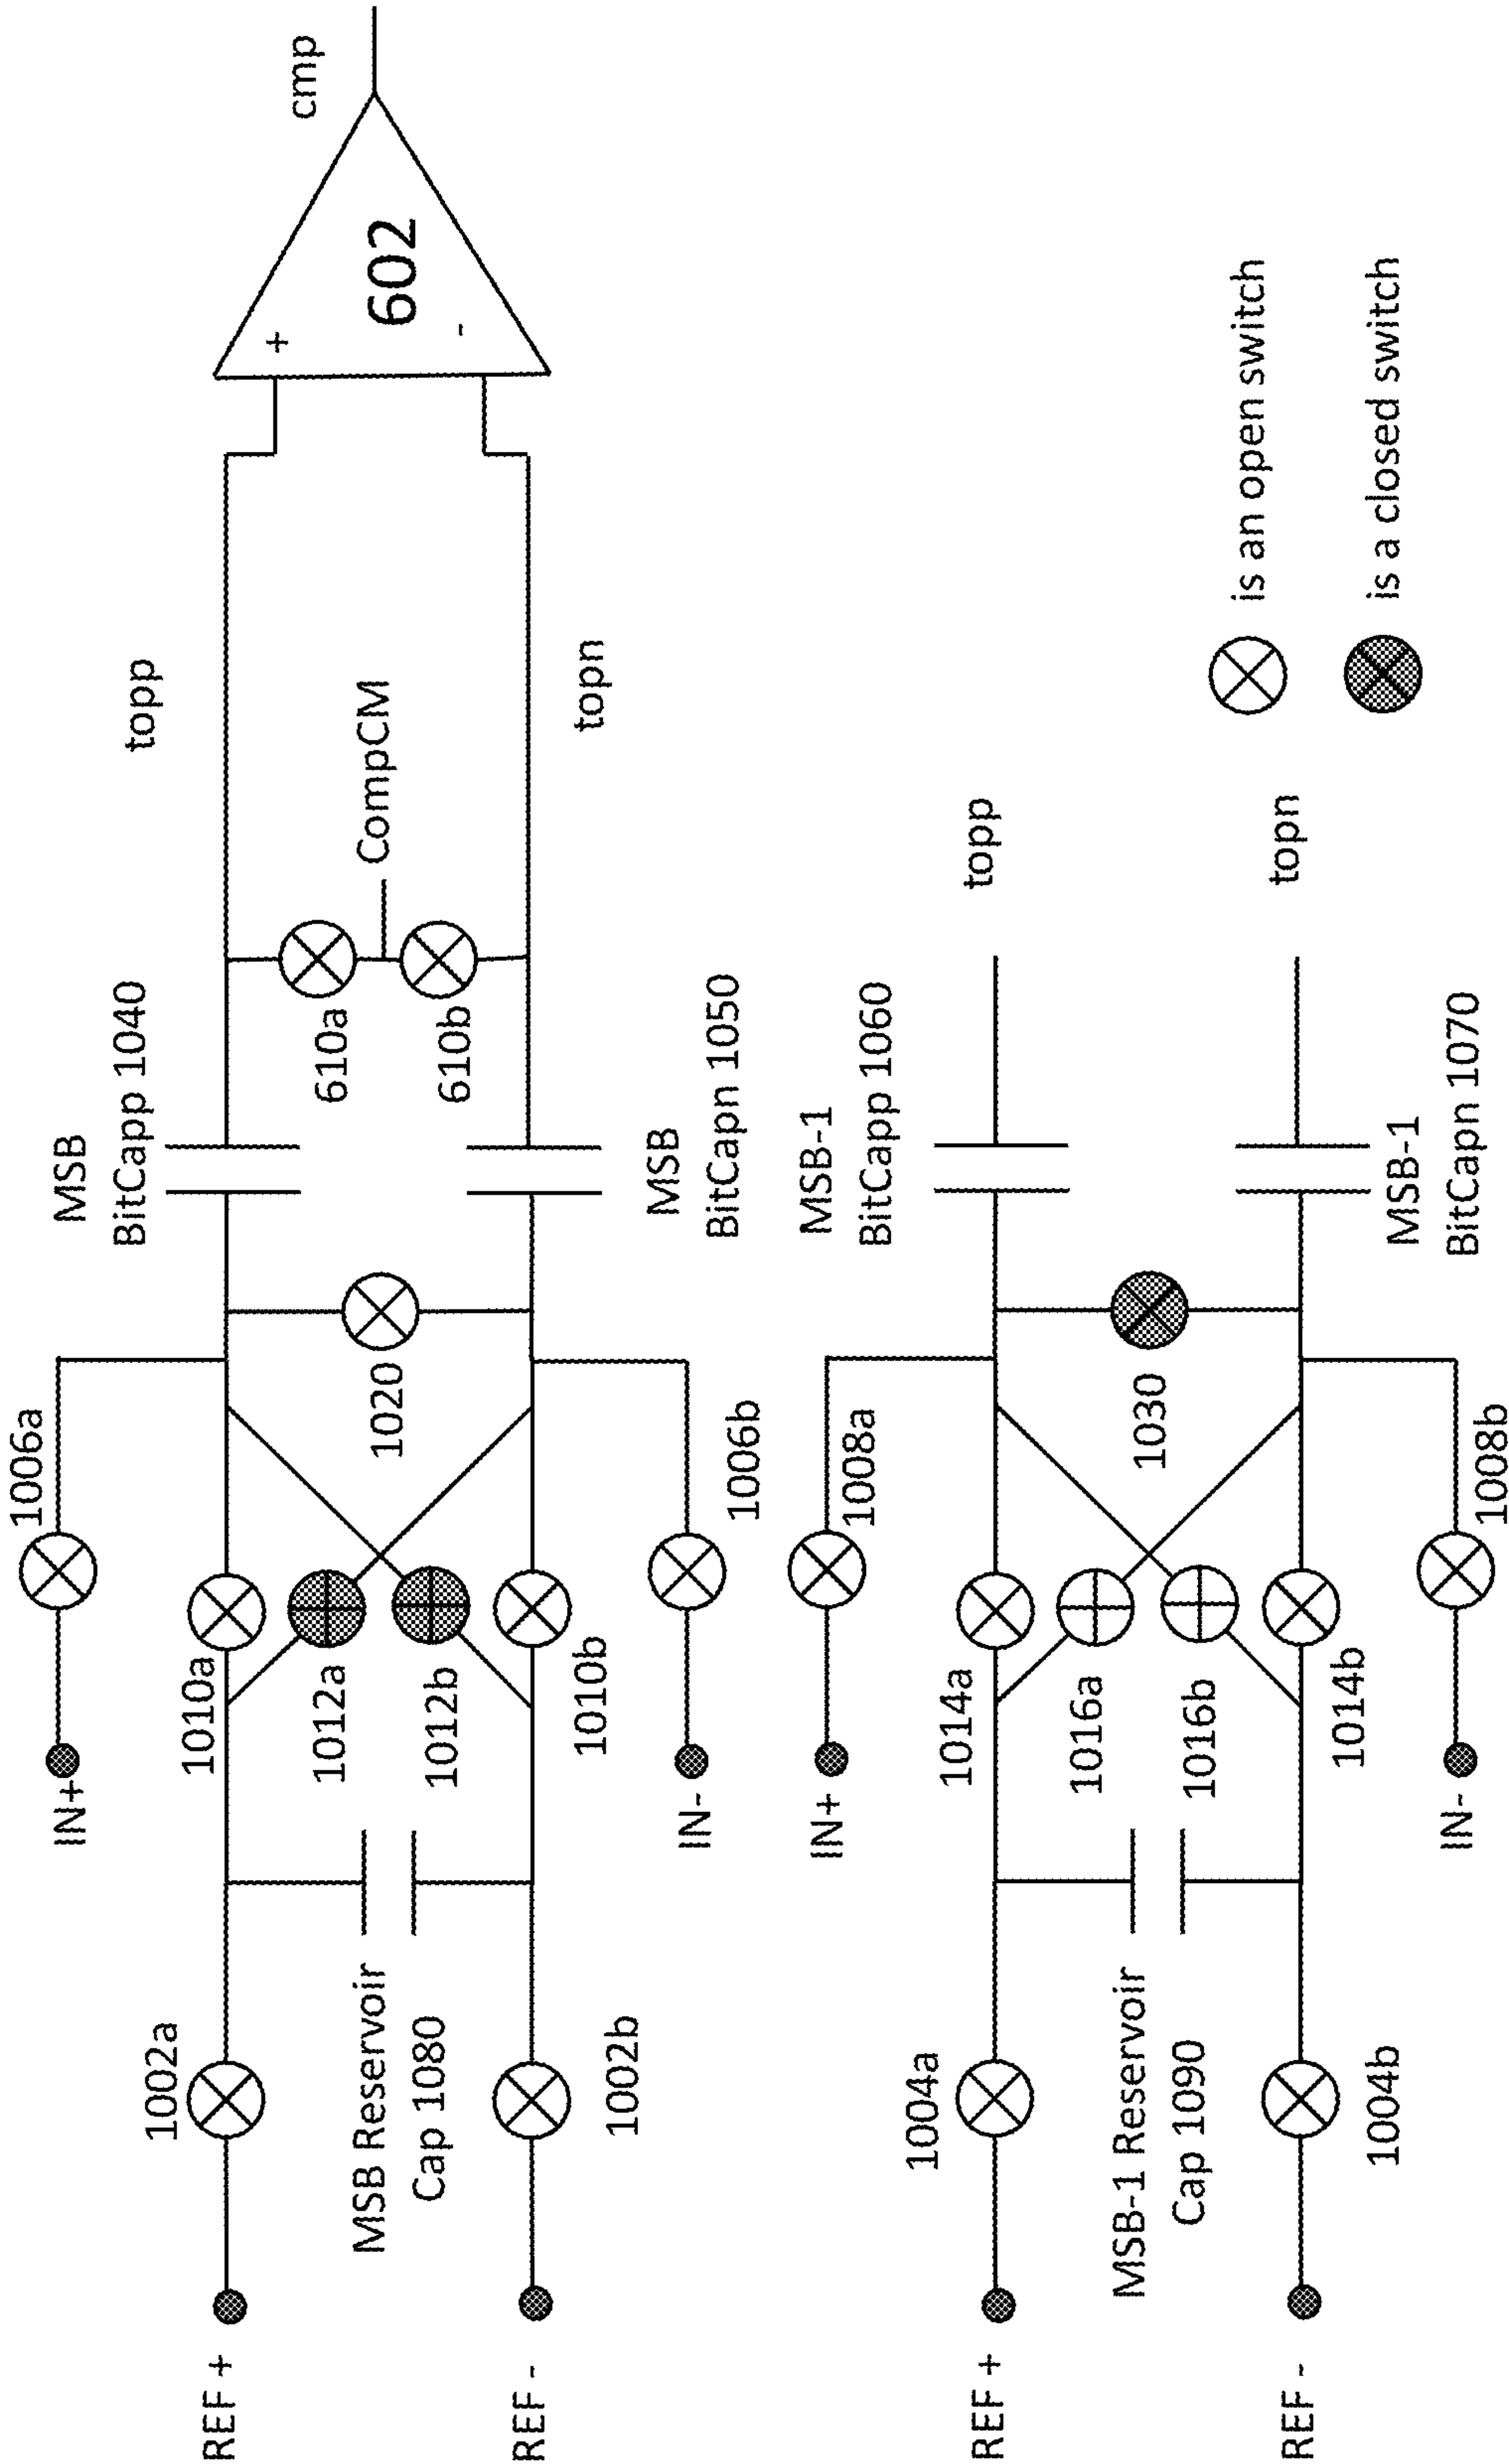 REF +
REF -
1002a
1002b
MSB Reservoir
Cap 1080
IN+
IN-
1006a
1006b
1010a
1012a
1012b
1010b
1020
MSB
BitCapp 1040
MSB
BitCapn 1050
610a
610b
CompCM
topp
topn
+
-
602
cmp
REF +
REF -
1004a
1004b
MSB-1 Reservoir
Cap 1090
IN+
IN-
1008a
1008b
1014a
1016a
1016b
1014b
1030
MSB-1
BitCapp 1060
MSB-1
BitCapn 1070
topp
topn
is an open switch
is a closed switch